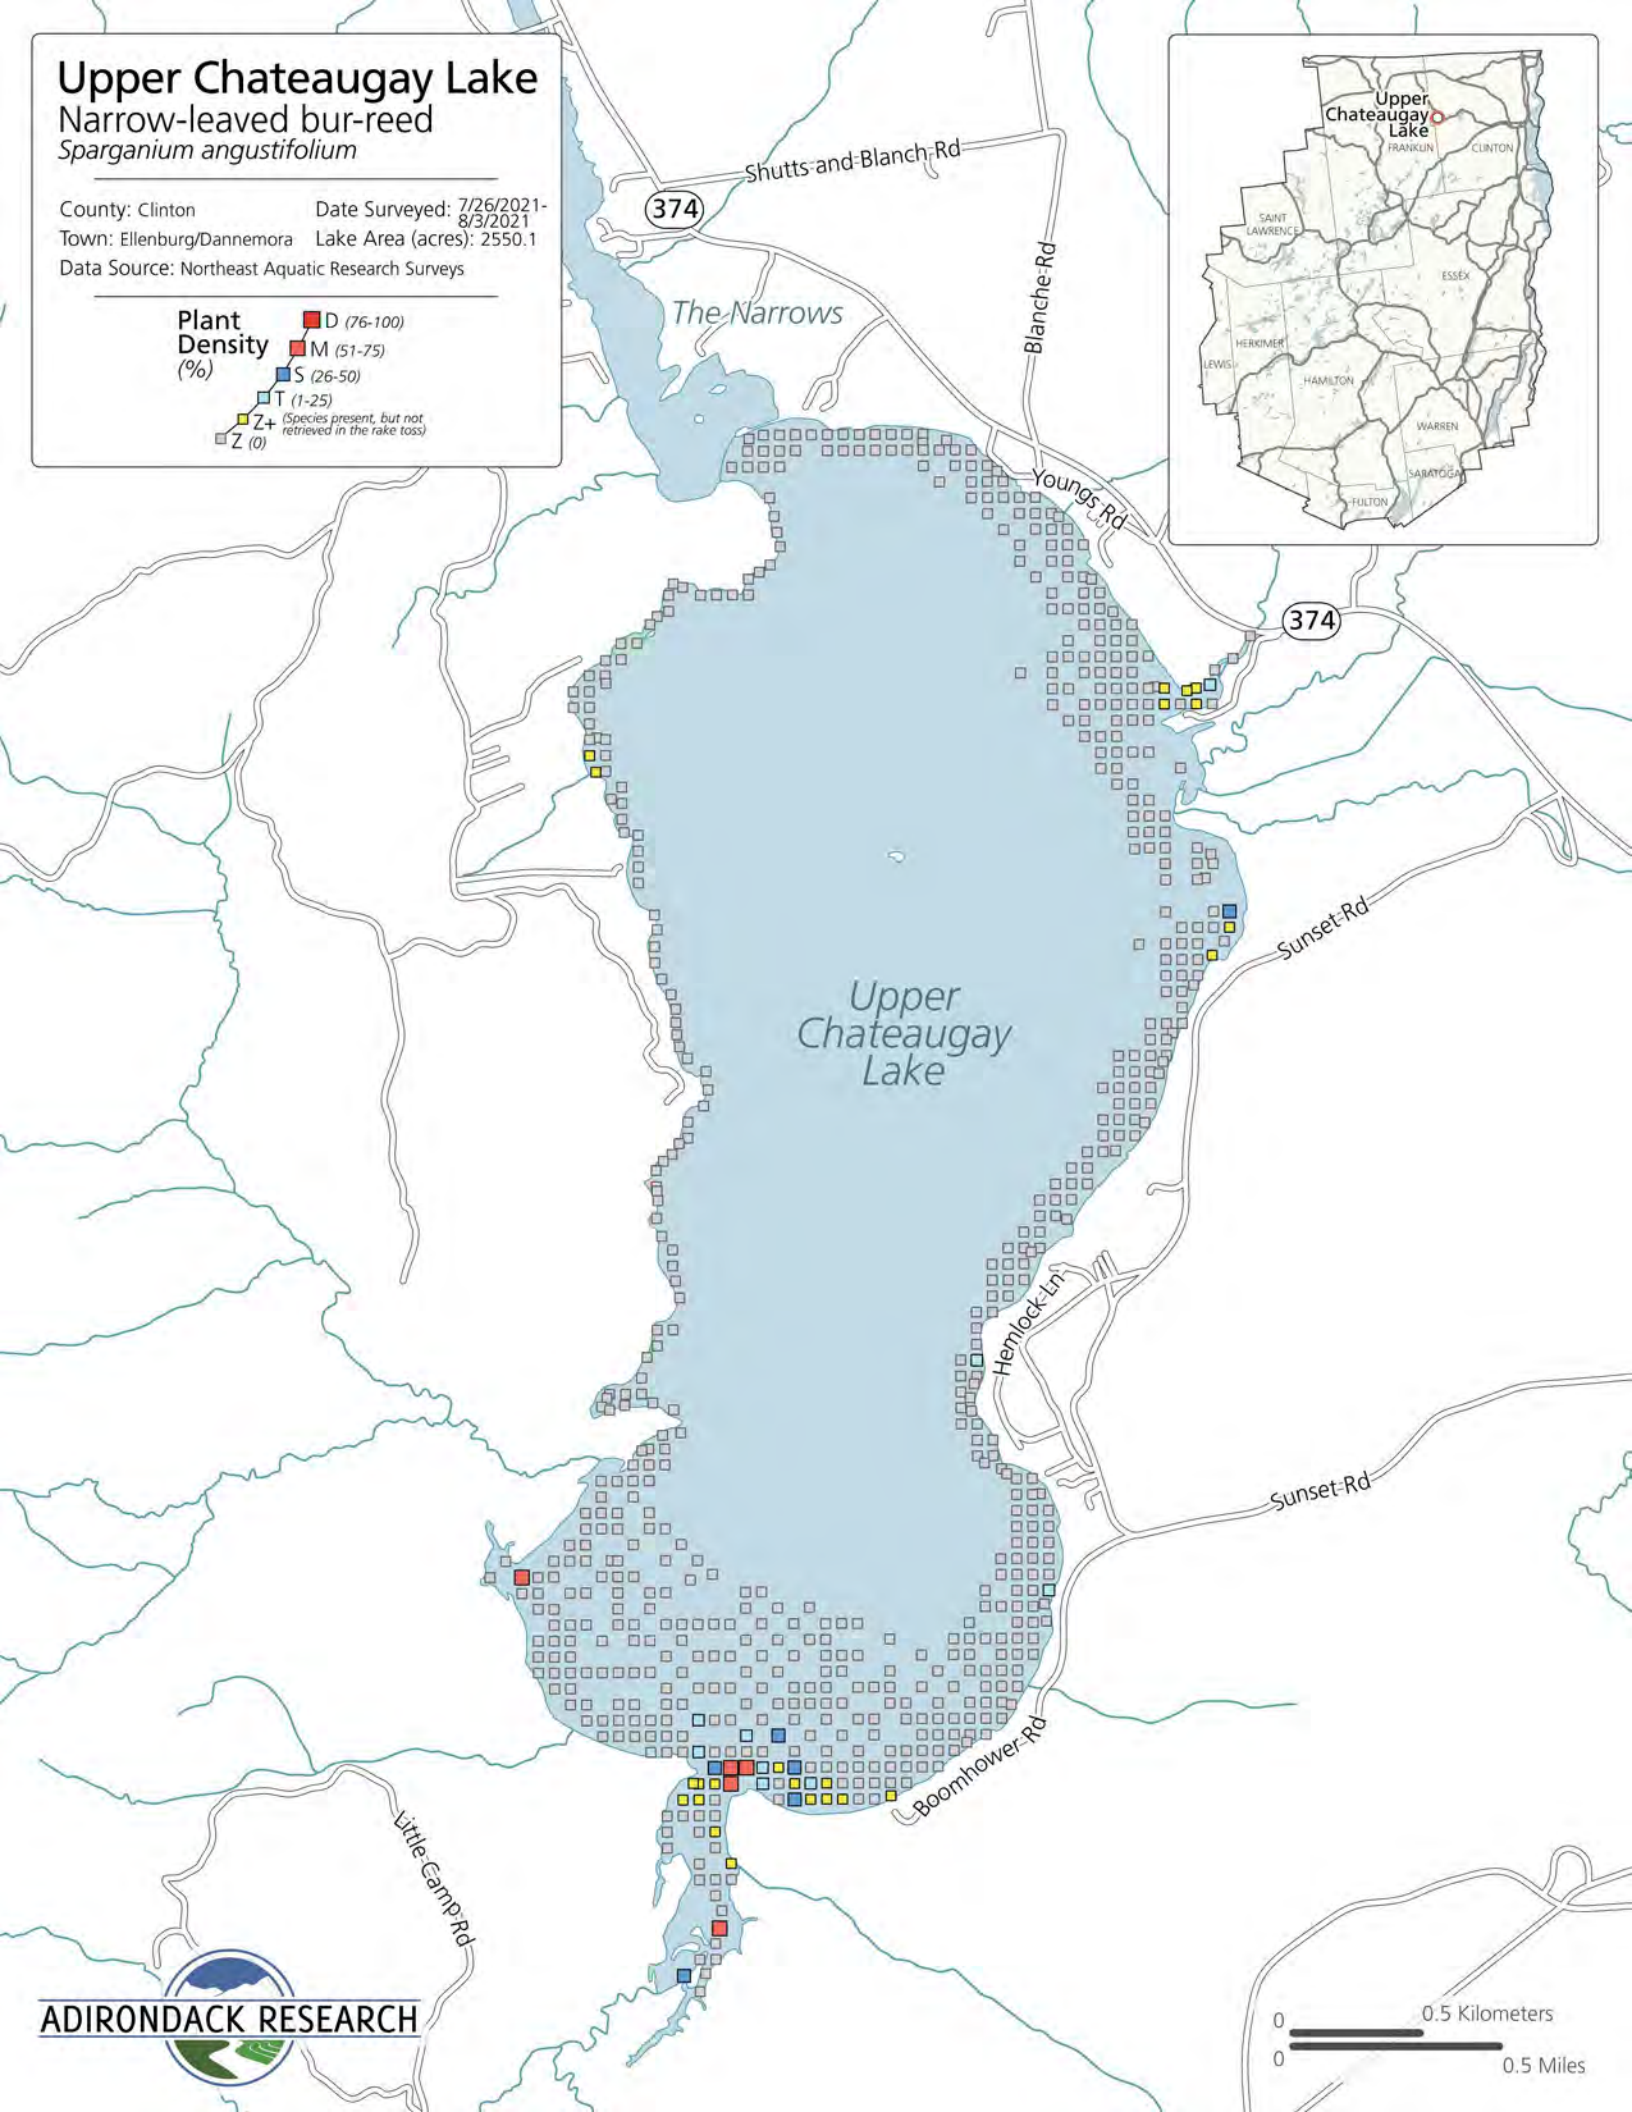 Upper Chateaugay Lake
Narrow-leaved bur-reed
Sparganium angustifolium
County: Clinton
Date Surveyed: 7/26/2021-
8/3/2021
Town: Ellenburg/Dannemora
Lake Area (acres): 2550.1
Data Source: Northeast Aquatic Research Surveys
Plant
Density
(%)
D (76-100)
M (51-75)
S (26-50)
T (1-25)
Z+ (Species present, but not
retrieved in the rake toss)
Z (0)
Upper
Chateaugay
Lake
FRANKLIN
CLINTON
SAINT
LAWRENCE
ESSEX
HERKIMER
LEWIS
HAMILTON
WARREN
SARATOGA
FULTON
Shutts-and-Blanch-Rd
374
The Narrows
Blanche-Rd
Youngs-Rd
374
Sunset-Rd
Upper
Chateaugay
Lake
Hemlock-Ln
Sunset-Rd
Boomhower-Rd
Little-Camp-Rd
ADIRONDACK RESEARCH
0
0.5 Kilometers
0
0.5 Miles